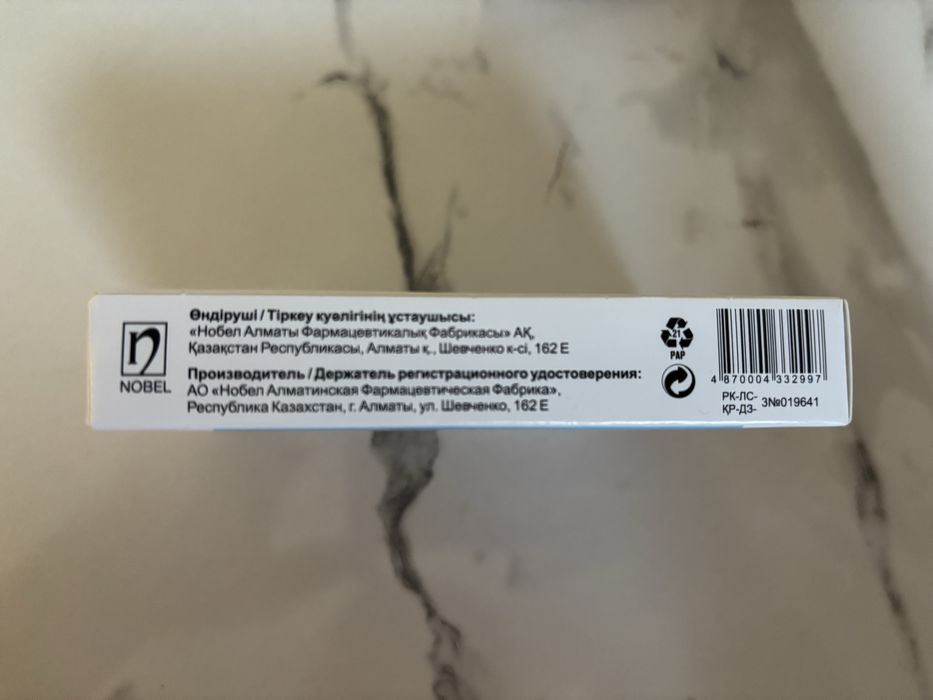 Өндіруші / Тіркеу куәлігінің ұстаушысы:
«Нобел Алматы Фармацевтикалық Фабрикасы» АҚ,
Қазақстан Республикасы, Алматы қ., Шевченко к-сі, 162 Е
Производитель / Держатель регистрационного удостоверения:
АО «Нобел Алматинская Фармацевтическая Фабрика»,
Республика Казахстан, г. Алматы, ул. Шевченко, 162 Е
n
NOBEL
21
PAP
4 870004 332997
РК-ЛС-
ҚР-ДЗ-
3№019641